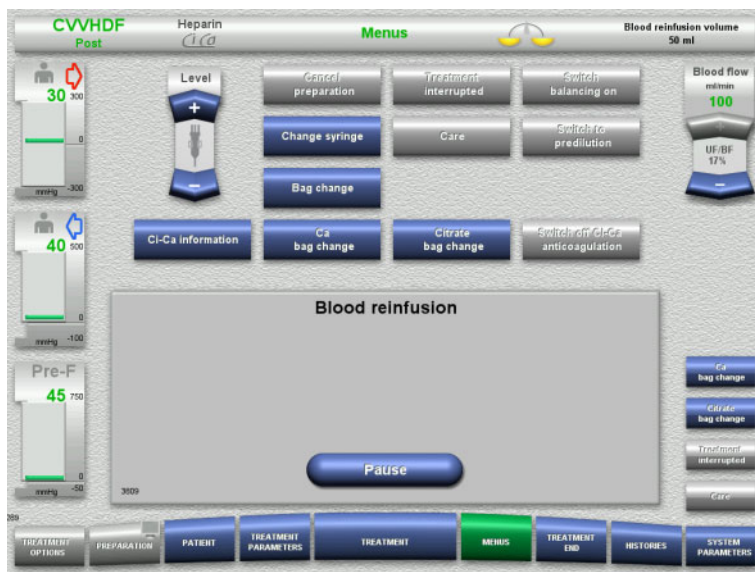 CVVHDF
Post
Heparin
Ci Ca
Menus
Blood reinfusion volume
50 ml
30
300
0
-300
mmHg
Level
+
−
Cancel
preparation
Treatment
interrupted
Switch
balancing on
Change syringe
Care
Switch to
predilution
Bag change
Blood flow
ml/min
100
+
UF/BF
17%
−
40
500
0
-100
mmHg
Ci-Ca information
Ca
bag change
Citrate
bag change
Switch off Ci-Ca
anticoagulation
Blood reinfusion
Pre-F
45
750
0
-50
mmHg
Pause
3609
Ca
bag change
Citrate
bag change
Treatment
interrupted
Care
TREATMENT
OPTIONS
PREPARATION
PATIENT
TREATMENT
PARAMETERS
TREATMENT
MENUS
TREATMENT
END
HISTORIES
SYSTEM
PARAMETERS